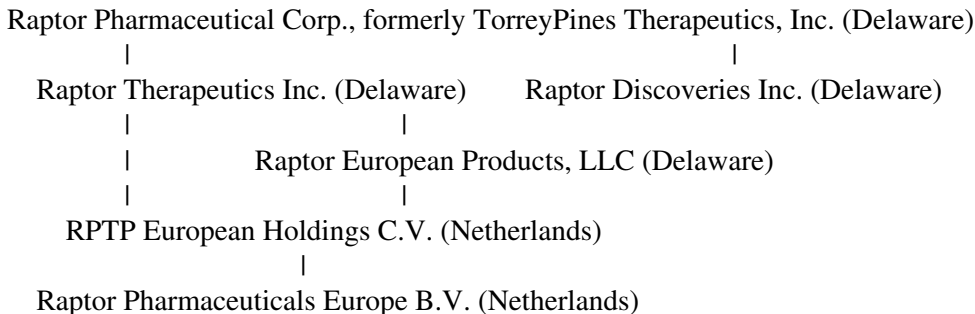 Raptor Pharmaceutical Corp., formerly TorreyPines Therapeutics, Inc. (Delaware)
Raptor Therapeutics Inc. (Delaware) Raptor Discoveries Inc. (Delaware)
Raptor European Products, LLC (Delaware)
RPTP European Holdings C.V. (Netherlands)
Raptor Pharmaceuticals Europe B.V. (Netherlands)